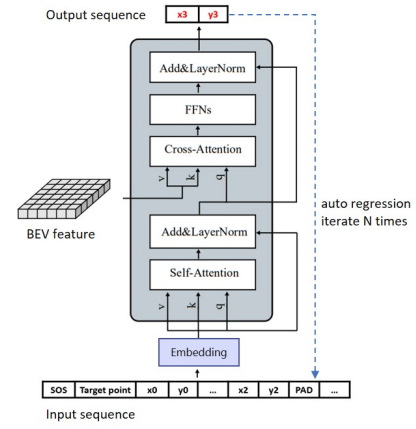 Output sequence
x3 y3
Add&LayerNorm
FFNs
Cross-Attention
v k q
BEV feature
auto regression
iterate N times
Add&LayerNorm
Self-Attention
v k q
Embedding
SOS Target point x0 y0 ... x2 y2 PAD ...
Input sequence